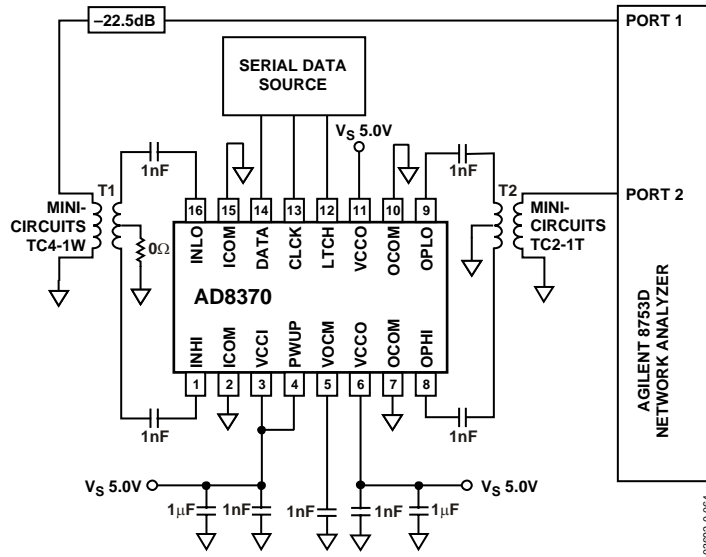 –22.5dB
PORT 1
SERIAL DATA
SOURCE
VS 5.0V
1nF
1nF
T1
T2
MINI-
CIRCUITS
TC4-1W
0Ω
16
15
14
13
12
11
10
9
INLO
ICOM
DATA
CLCK
LTCH
VCCO
OCOM
OPLO
PORT 2
MINI-
CIRCUITS
TC2-1T
AD8370
AGILENT 8753D
NETWORK ANALYZER
INHI
ICOM
VCCI
PWUP
VOCM
VCCO
OCOM
OPHI
1
2
3
4
5
6
7
8
1nF
1nF
VS 5.0V
VS 5.0V
1µF
1nF
1nF
1nF
1µF